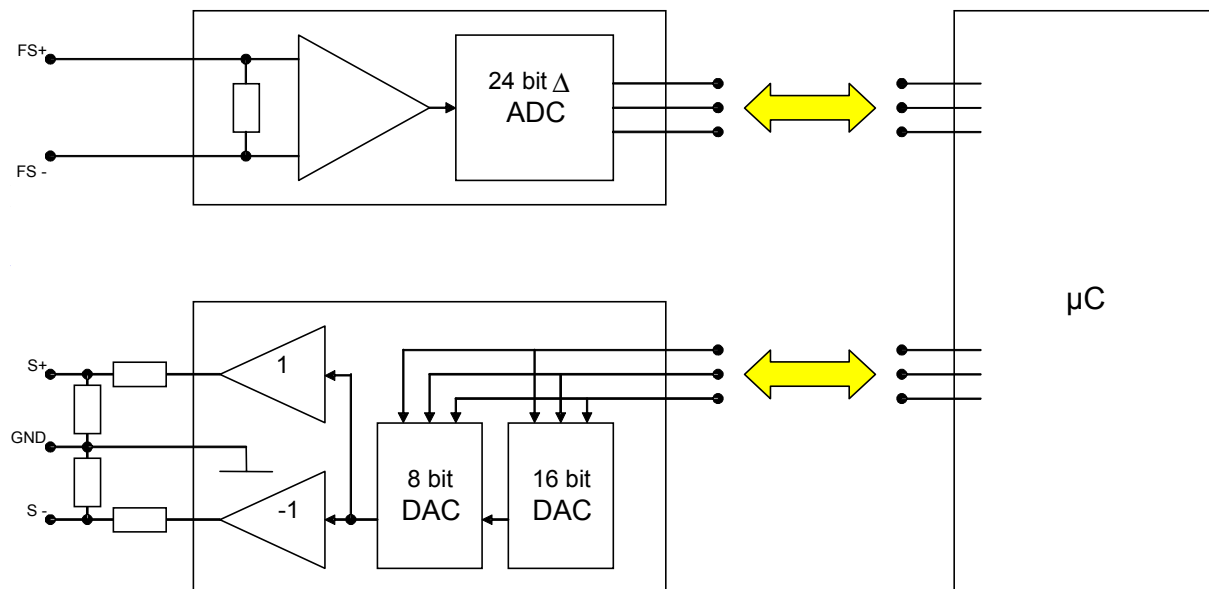 FS+
24 bit Δ
ADC
FS -
µC
S+
1
GND
8 bit
DAC
16 bit
DAC
S -
-1